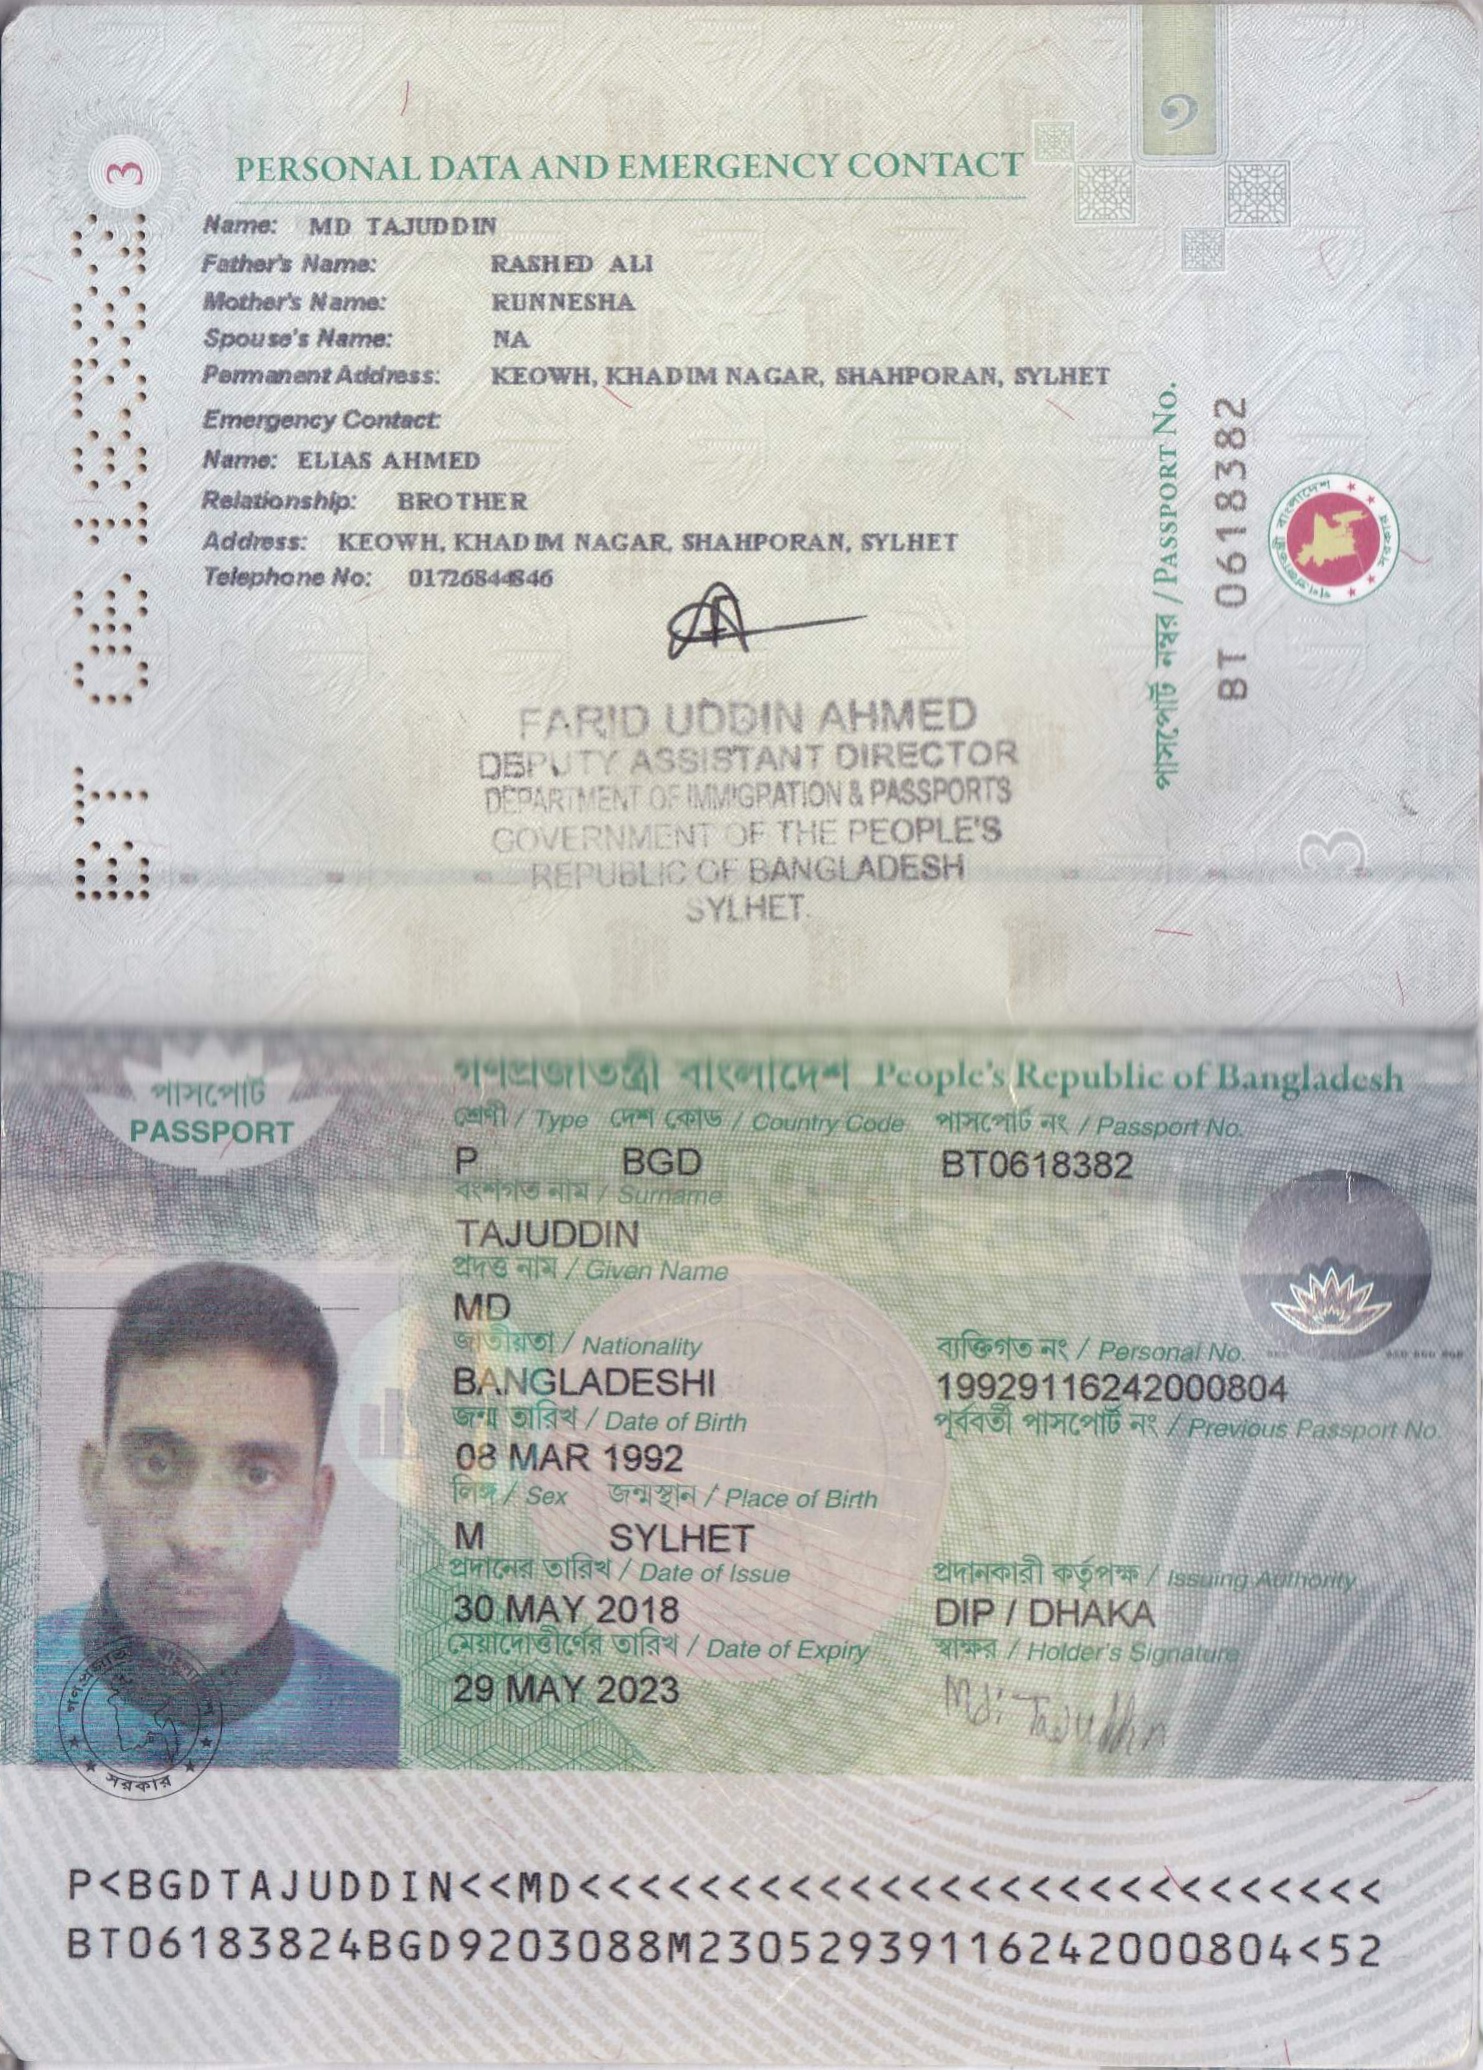 3
PERSONAL DATA AND EMERGENCY CONTACT
Name: MD TAJUDDIN
Father's Name: RASHED ALI
Mother's Name: RUNNESHA
Spouse's Name: NA
Permanent Address: KEOWH, KHADIM NAGAR, SHAHPORAN, SYLHET
Emergency Contact:
Name: ELIAS AHMED
Relationship: BROTHER
Address: KEOWH, KHADIM NAGAR, SHAHPORAN, SYLHET
Telephone No: 01726844846
FARID UDDIN AHMED
DEPUTY ASSISTANT DIRECTOR
DEPARTMENT OF IMMIGRATION & PASSPORTS
GOVERNMENT OF THE PEOPLE'S
REPUBLIC OF BANGLADESH
SYLHET.
পাসপোর্ট নম্বর / PASSPORT No.
BT 0618382
3
গণপ্রজাতন্ত্রী বাংলাদেশ People's Republic of Bangladesh
পাসপোর্ট
PASSPORT
শ্রেণী / Type দেশ কোড / Country Code পাসপোর্ট নং / Passport No.
P BGD BT0618382
বংশগত নাম / Surname
TAJUDDIN
প্রদত্ত নাম / Given Name
MD
জাতীয়তা / Nationality ব্যক্তিগত নং / Personal No.
BANGLADESHI 19929116242000804
জন্ম তারিখ / Date of Birth পূর্ববর্তী পাসপোর্ট নং / Previous Passport No.
08 MAR 1992
লিঙ্গ / Sex জন্মস্থান / Place of Birth
M SYLHET
প্রদানের তারিখ / Date of Issue প্রদানকারী কর্তৃপক্ষ / Issuing Authority
30 MAY 2018 DIP / DHAKA
মেয়াদোত্তীর্ণের তারিখ / Date of Expiry স্বাক্ষর / Holder's Signature
29 MAY 2023 Md: Tajuddin
সরকার
P<BGDTAJUDDIN<<MD<<<<<<<<<<<<<<<<<<<<<<<<<<<
BT06183824BGD9203088M23052939116242000804<52